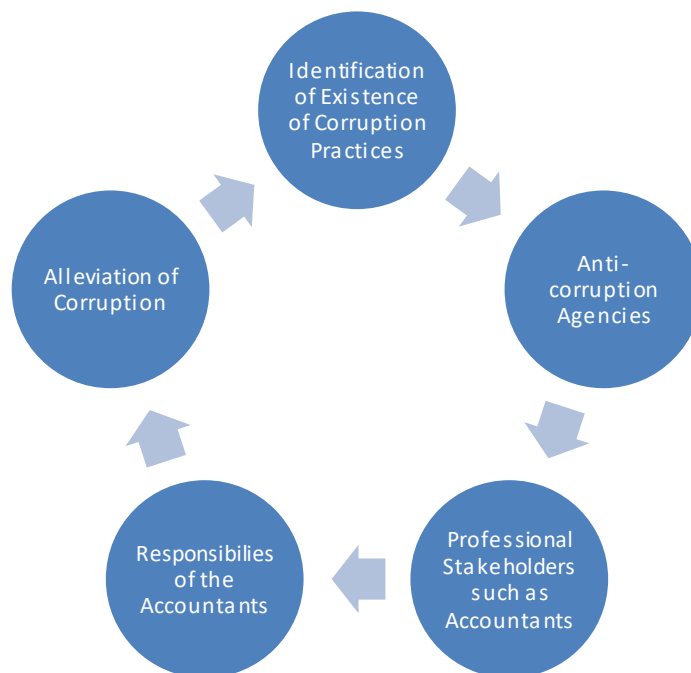 Identification
of Existence
of Corruption
Practices
Anti-
corruption
Agencies
Professional
Stakeholders
such as
Accountants
Responsibilies
of the
Accountants
Alleviation of
Corruption